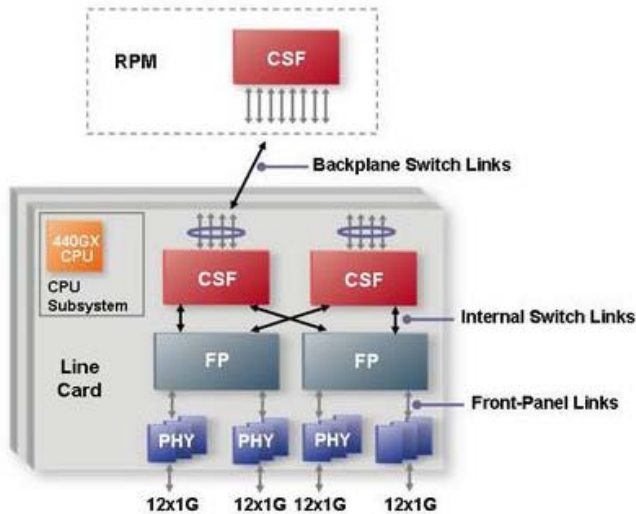 RPM
CSF
Backplane Switch Links
440GX
CPU
CPU
Subsystem
CSF
CSF
Internal Switch Links
FP
FP
Line
Card
Front-Panel Links
PHY
PHY
PHY
12x1G
12x1G
12x1G
12x1G